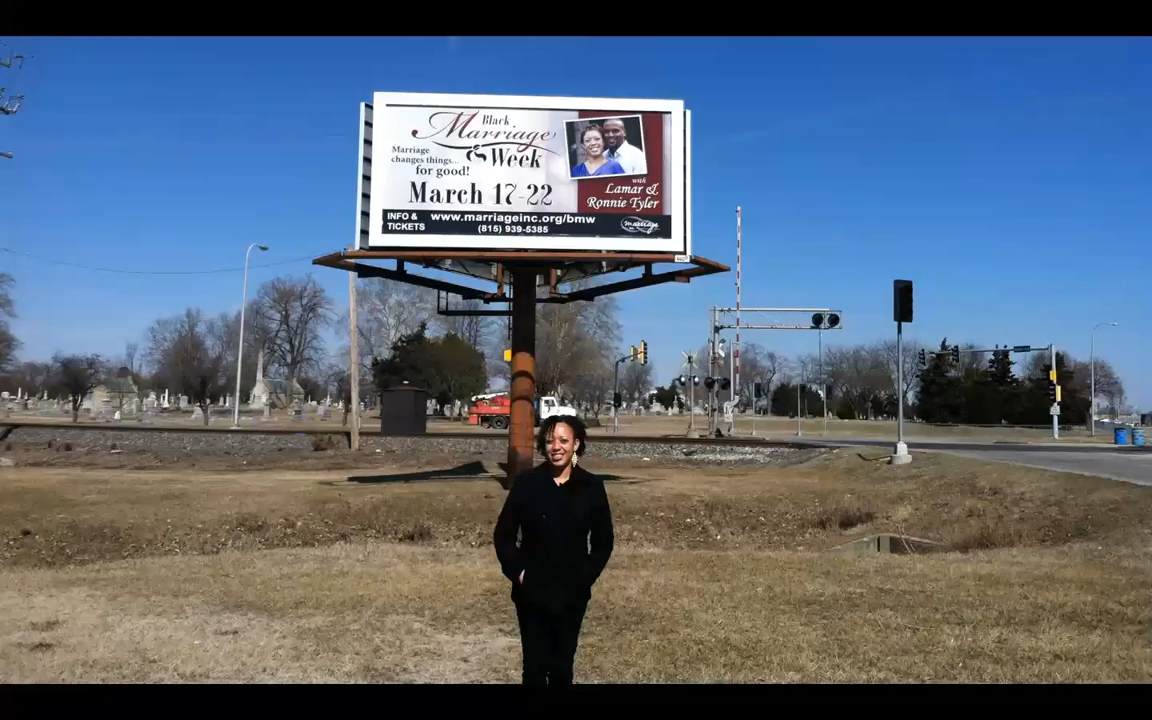 Black
Marriage
& Week
Marriage
changes things...
for good!
March 17-22
with
Lamar &
Ronnie Tyler
INFO &
TICKETS
www.marriageinc.org/bmw
(815) 939-5385
marriage